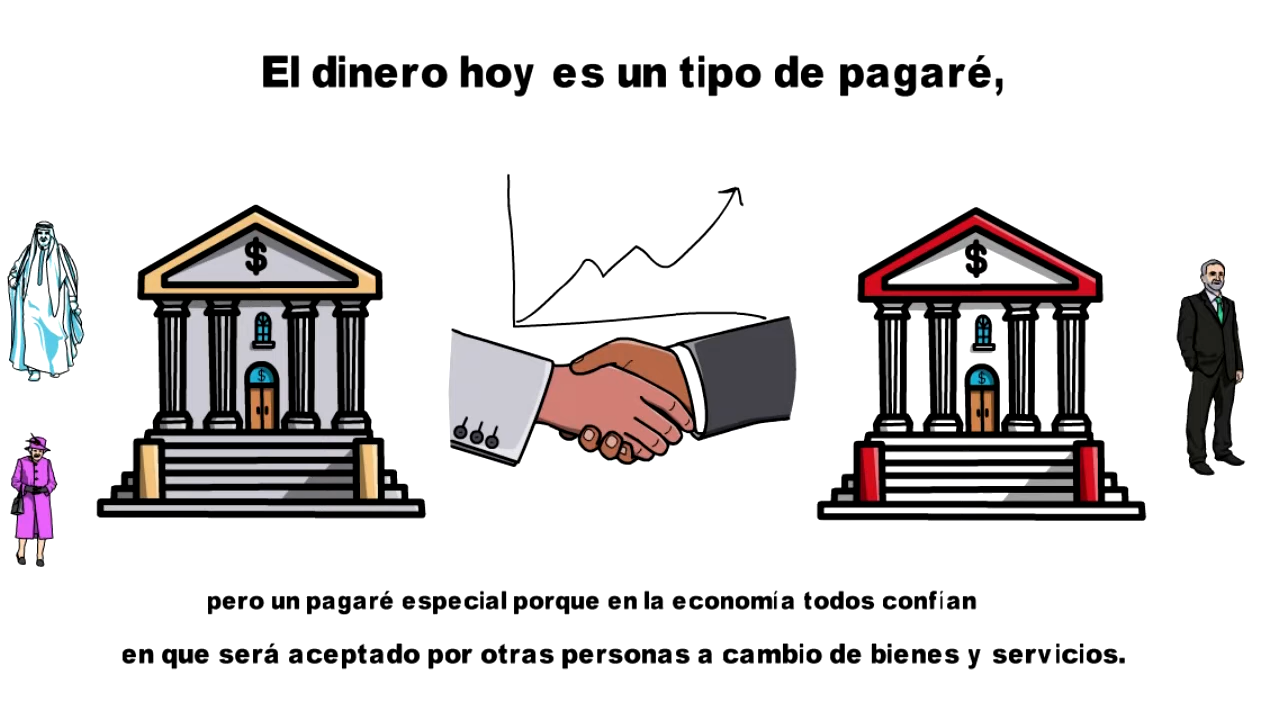 El dinero hoy es un tipo de pagaré,
$
$
$
$
pero un pagaré especial porque en la economía todos confían
en que será aceptado por otras personas a cambio de bienes y servicios.